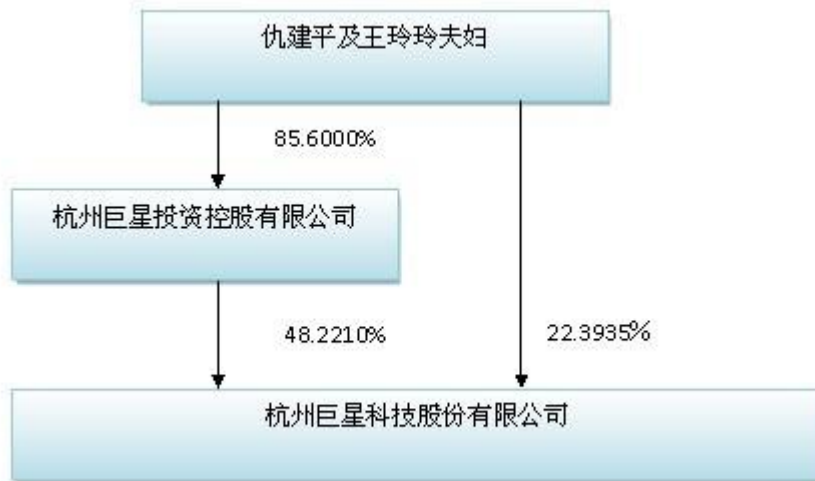 仇建平及王玲玲夫妇
85.6000%
杭州巨星投资控股有限公司
48.2210%
22.3935%
杭州巨星科技股份有限公司